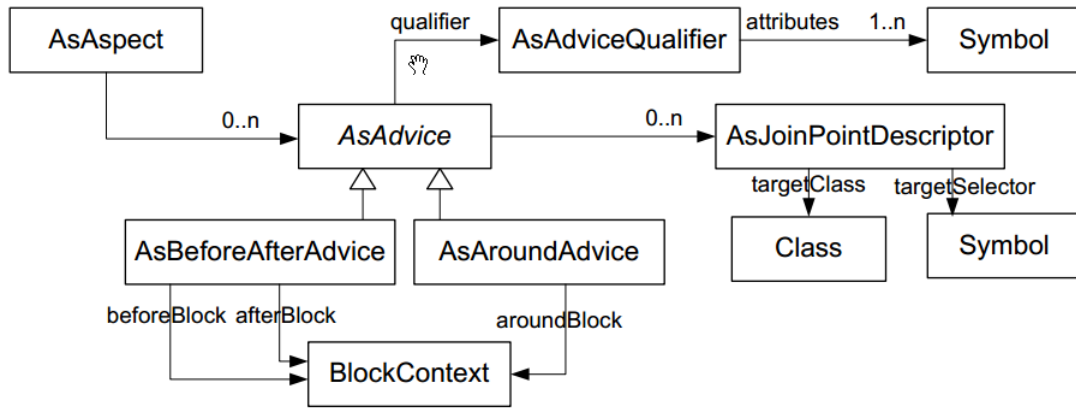 qualifier
attributes 1..n
AsAspect
AsAdviceQualifier
Symbol
0..n
0..n
AsAdvice
AsJoinPointDescriptor
targetClass
targetSelector
AsBeforeAfterAdvice
AsAroundAdvice
Class
Symbol
beforeBlock
afterBlock
aroundBlock
BlockContext